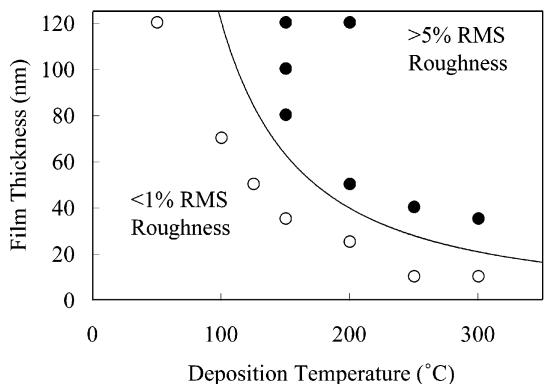 120
100
80
60
40
20
0
Film Thickness (nm)
>5% RMS
Roughness
<1% RMS
Roughness
0
100
200
300
Deposition Temperature (˚C)